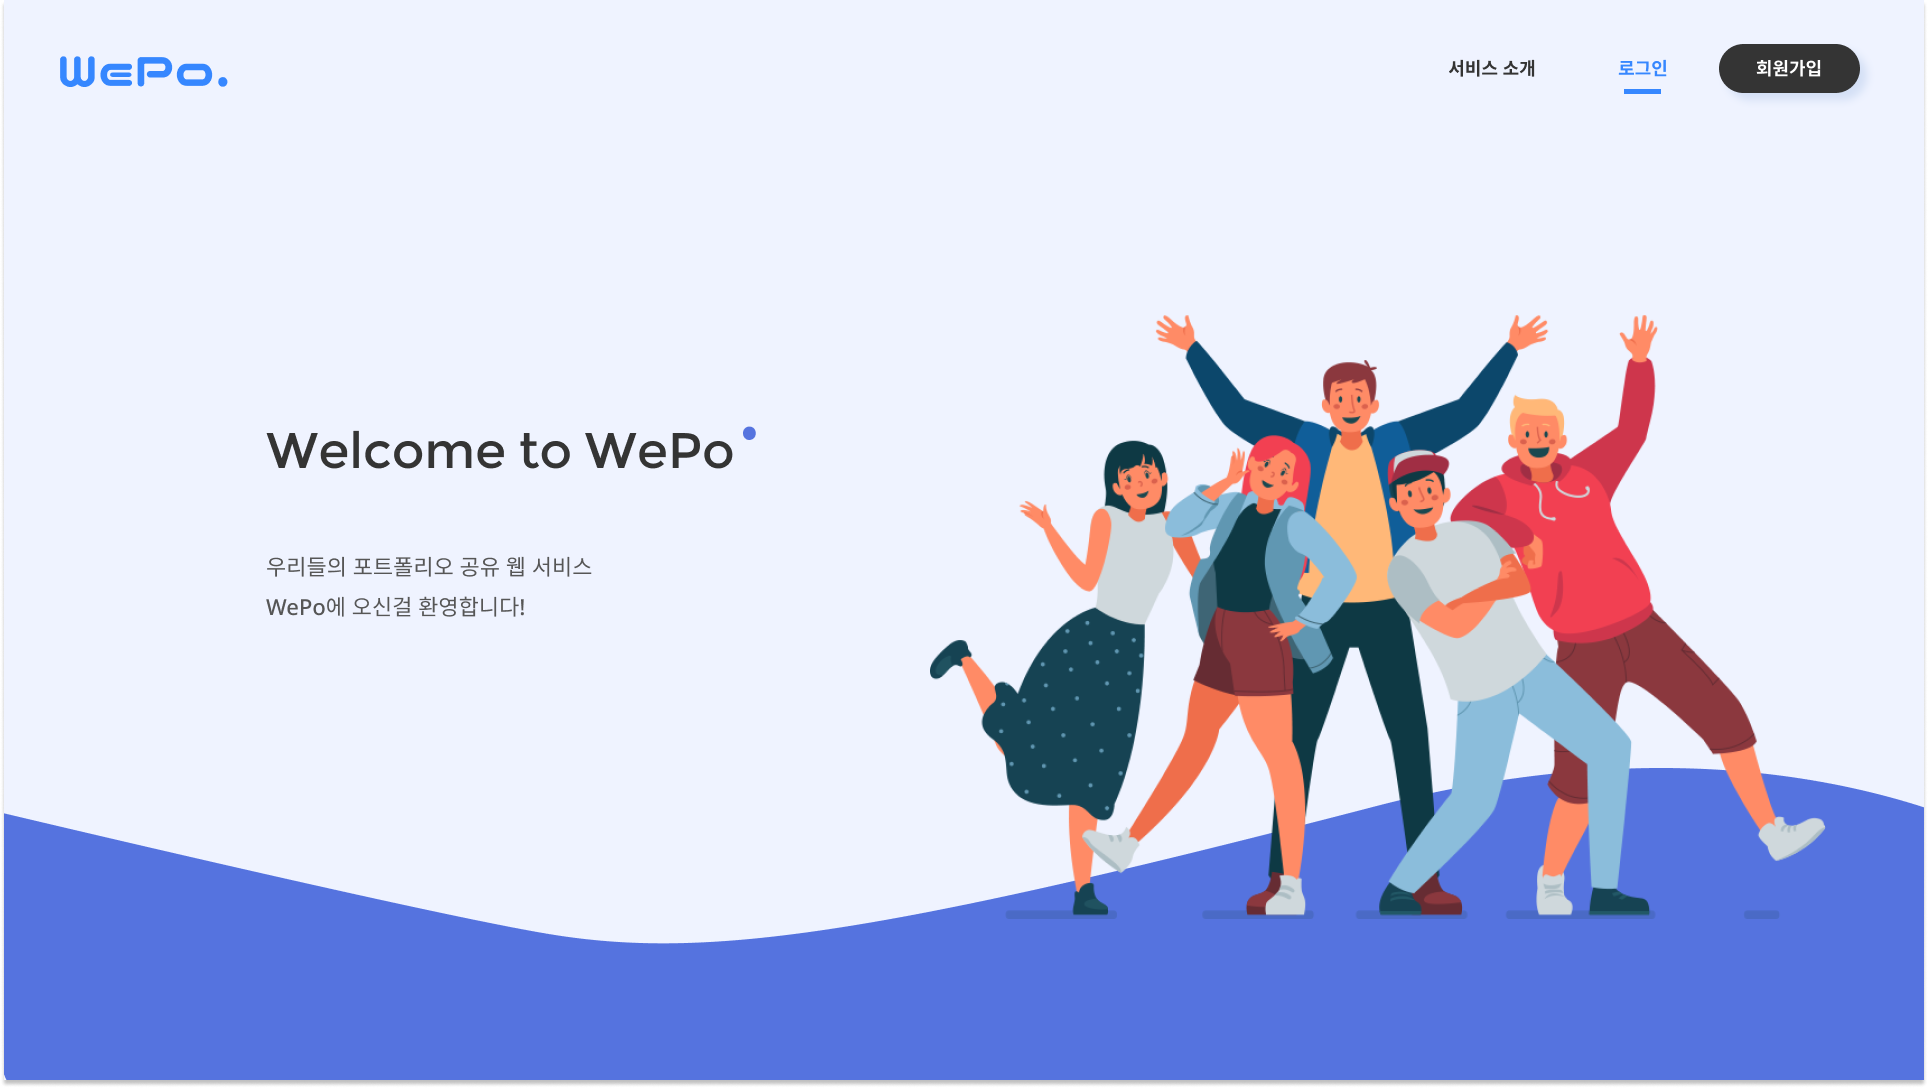 WePo.
서비스 소개
로그인
회원가입
Welcome to WePo
우리들의 포트폴리오 공유 웹 서비스
WePo에 오신걸 환영합니다!